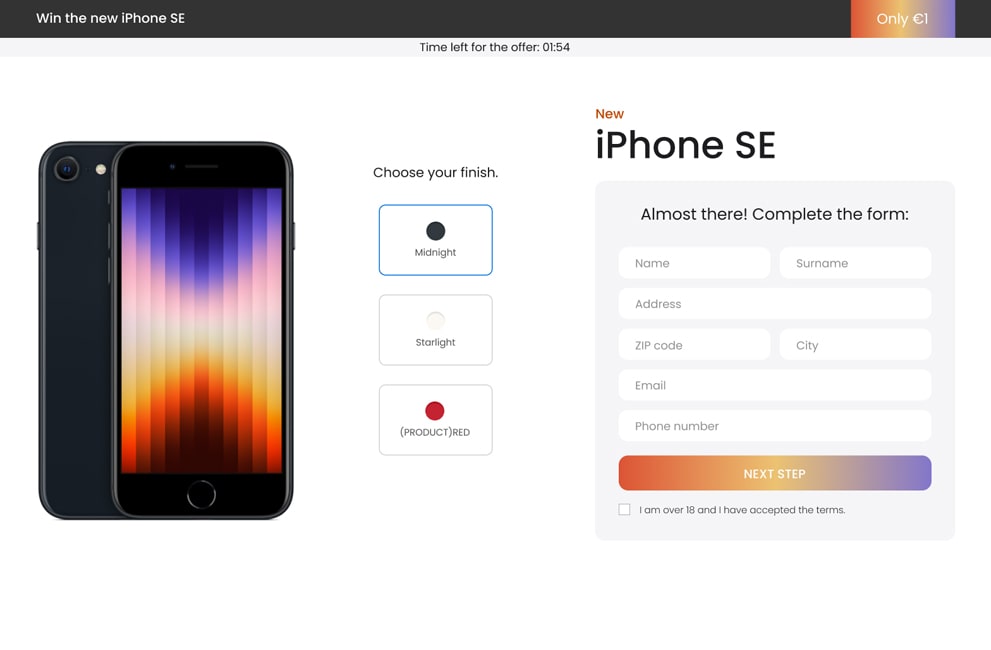 Win the new iPhone SE
Only €1
Time left for the offer: 01:54
New
iPhone SE
Choose your finish.
Midnight
Starlight
(PRODUCT)RED
Almost there! Complete the form:
Name
Surname
Address
ZIP code
City
Email
Phone number
NEXT STEP
I am over 18 and I have accepted the terms.